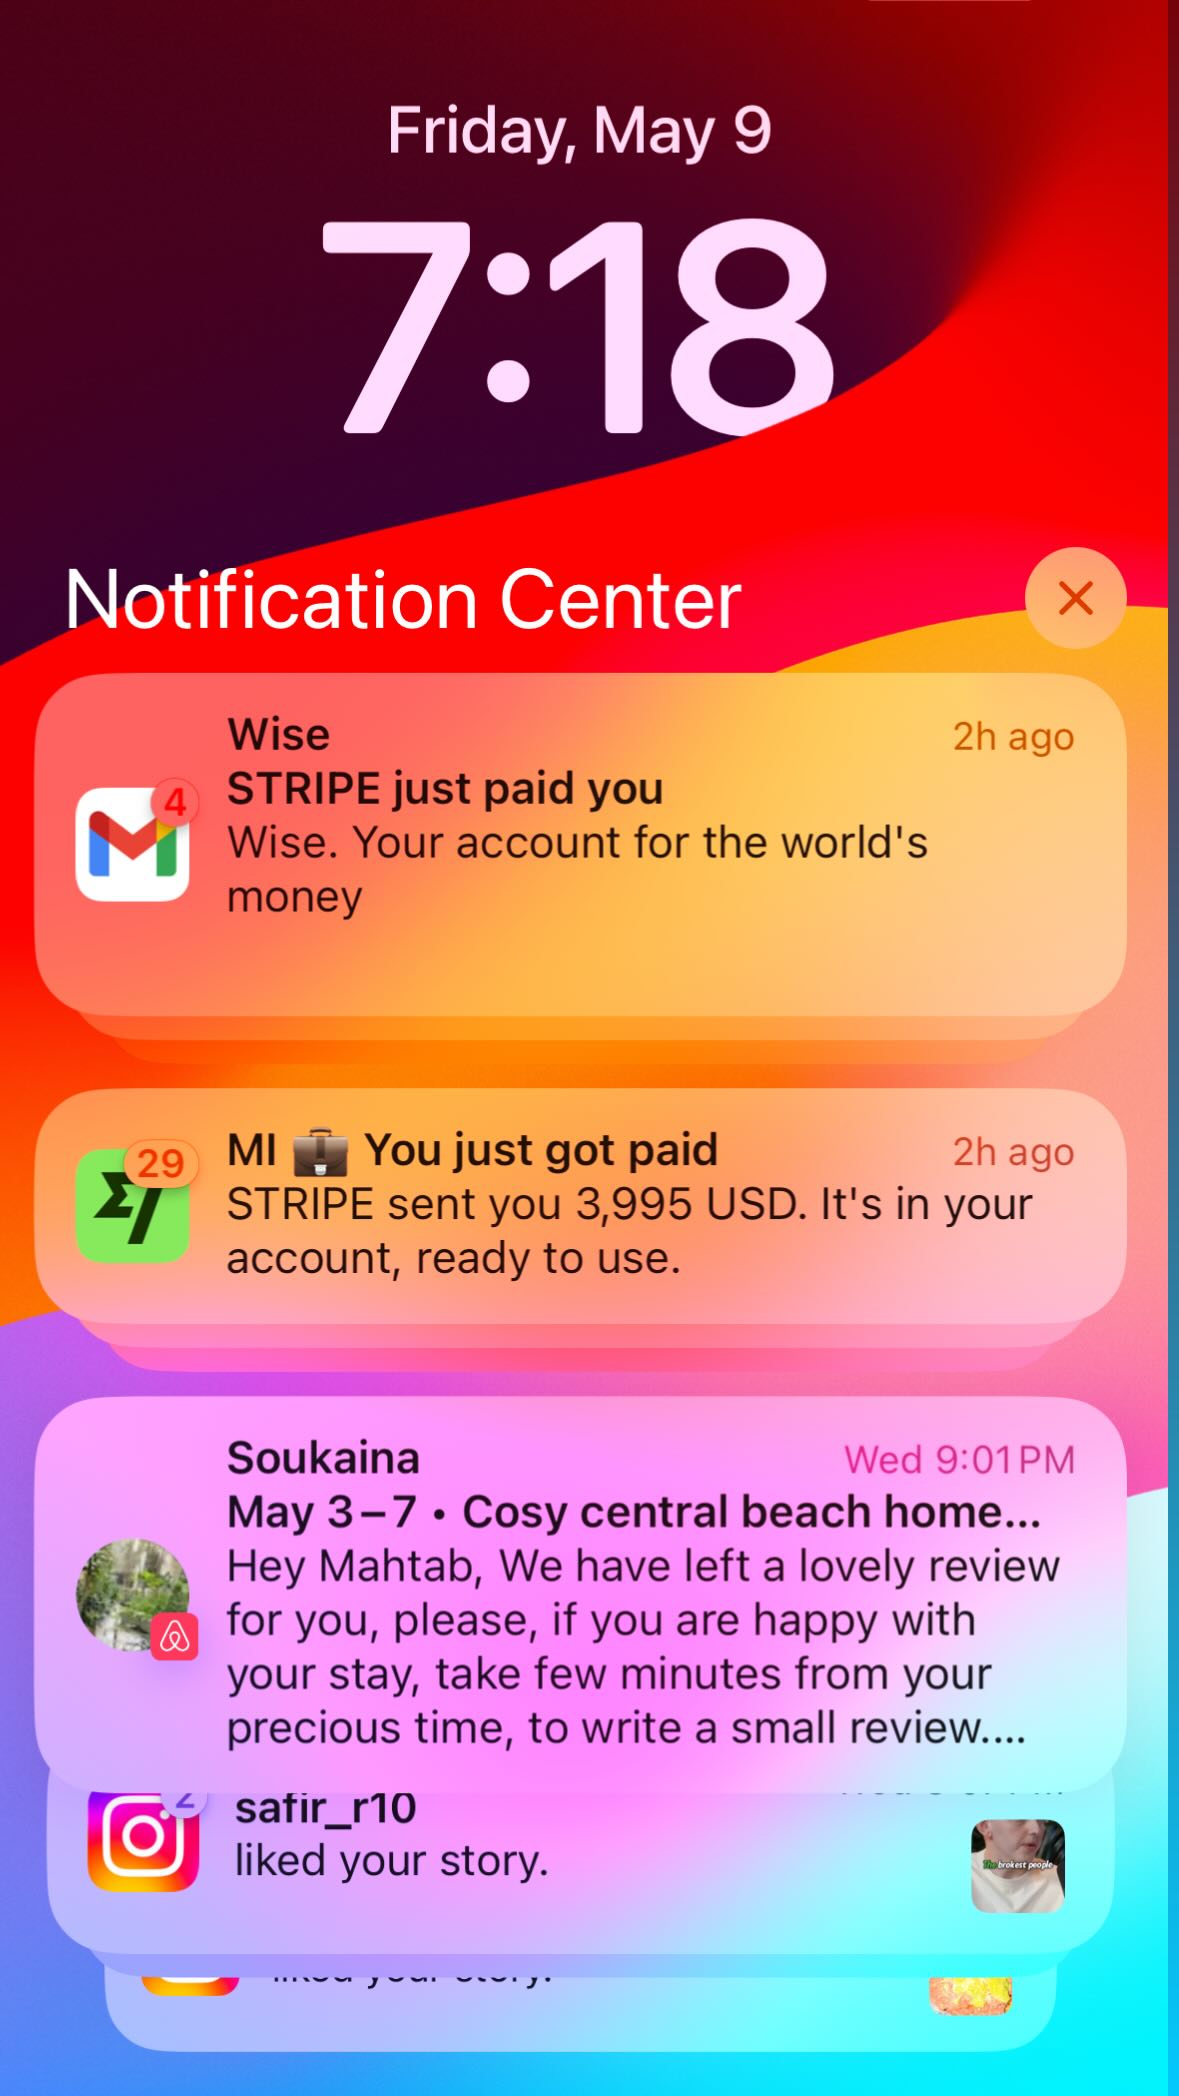 Friday, May 9
7:18
Notification Center
Wise
2h ago
STRIPE just paid you
Wise. Your account for the world's
money
4
MI 💼 You just got paid
2h ago
STRIPE sent you 3,995 USD. It's in your
account, ready to use.
29
Soukaina
Wed 9:01 PM
May 3 – 7 • Cosy central beach home...
Hey Mahtab, We have left a lovely review
for you, please, if you are happy with
your stay, take few minutes from your
precious time, to write a small review....
2
safir_r10
liked your story.
The brokest people
liked your story.